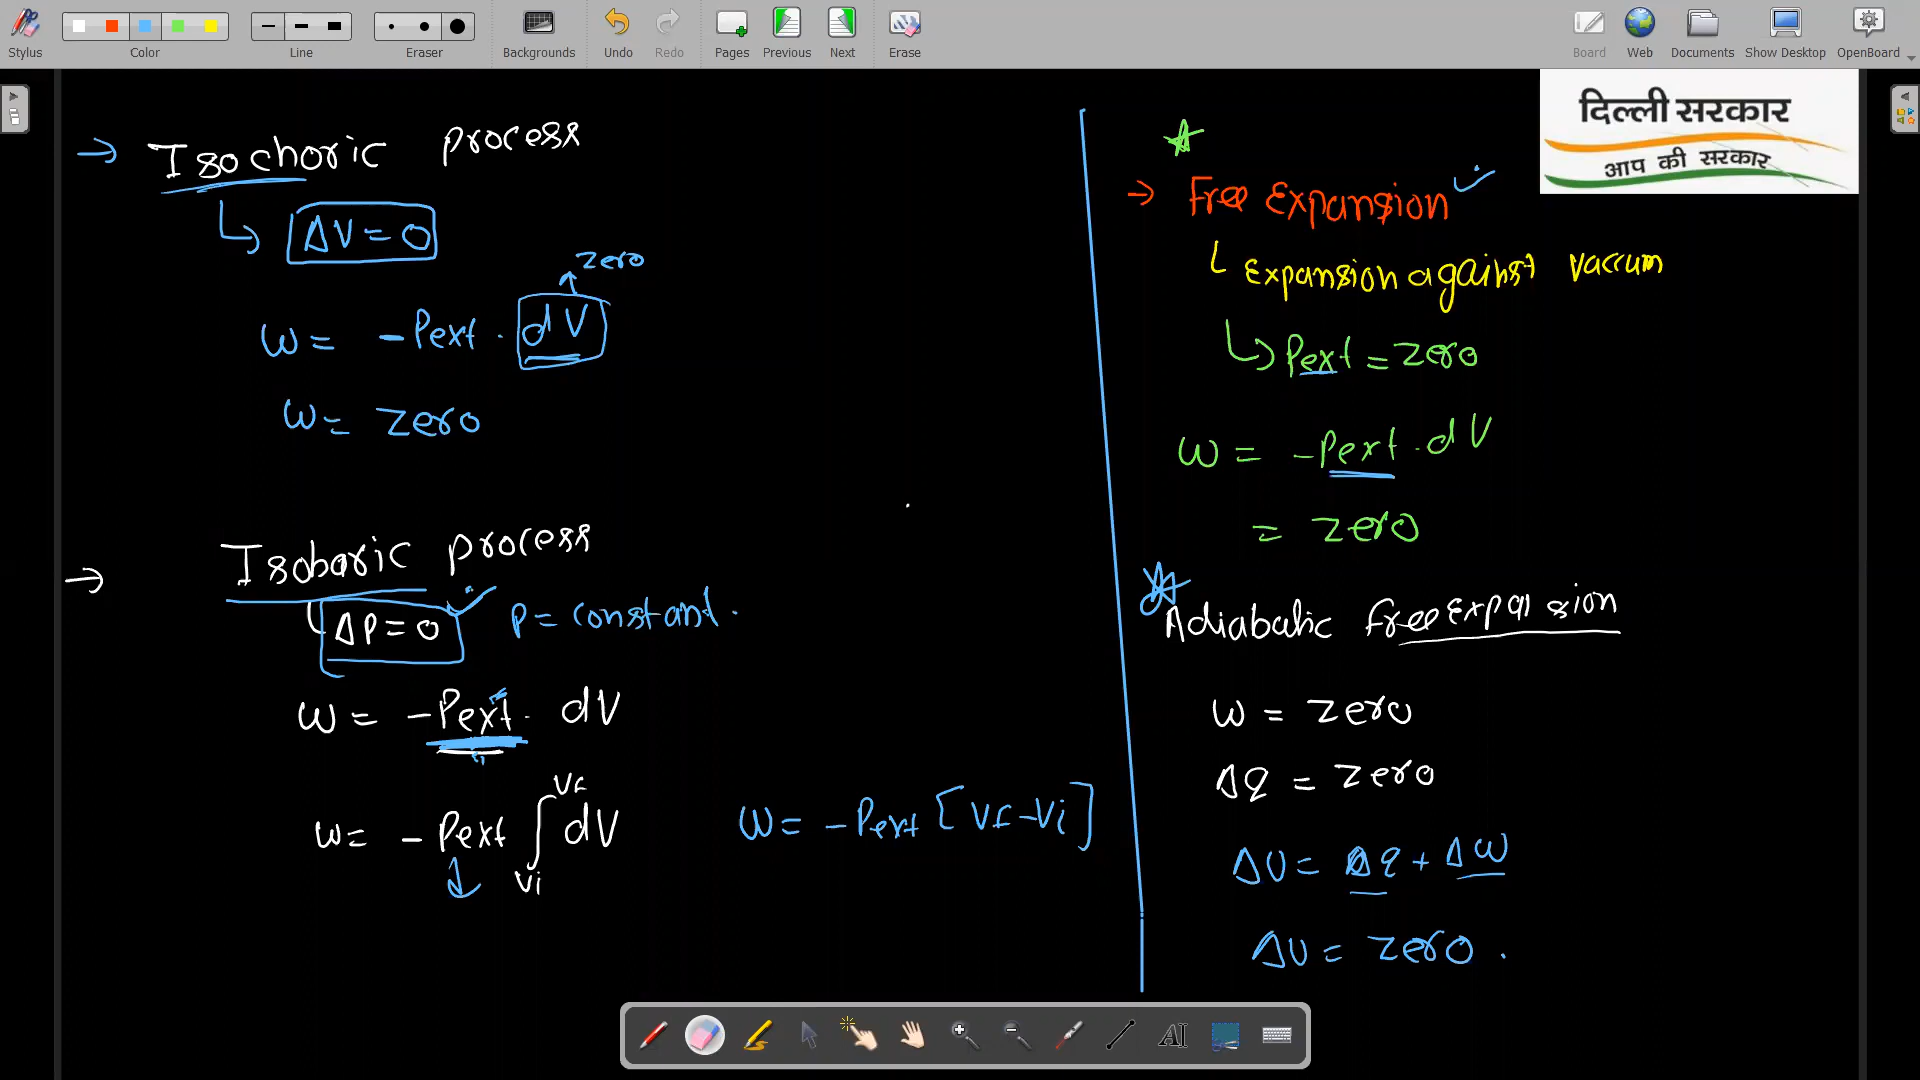 Stylus
Color
Line
Eraser
Backgrounds
Undo
Redo
Pages
Previous
Next
Erase
Board
Web
Documents
Show Desktop
OpenBoard
दिल्ली सरकार
आप की सरकार
→ Isochoric process
ΔV = 0
zero
W = -Pext . dV
W = zero
→ Isobaric process
ΔP = 0 P = constant.
W = -Pext . dV
W = - Pext ∫ Vf Vi dV W = -Pext [Vf - Vi]
→ Free Expansion
Expansion against vaccum
Pext = zero
W = -Pext . dV
= zero
Adiabatic free expansion
W = zero
Δq = zero
ΔU = Δq + ΔW
ΔU = zero .
AI